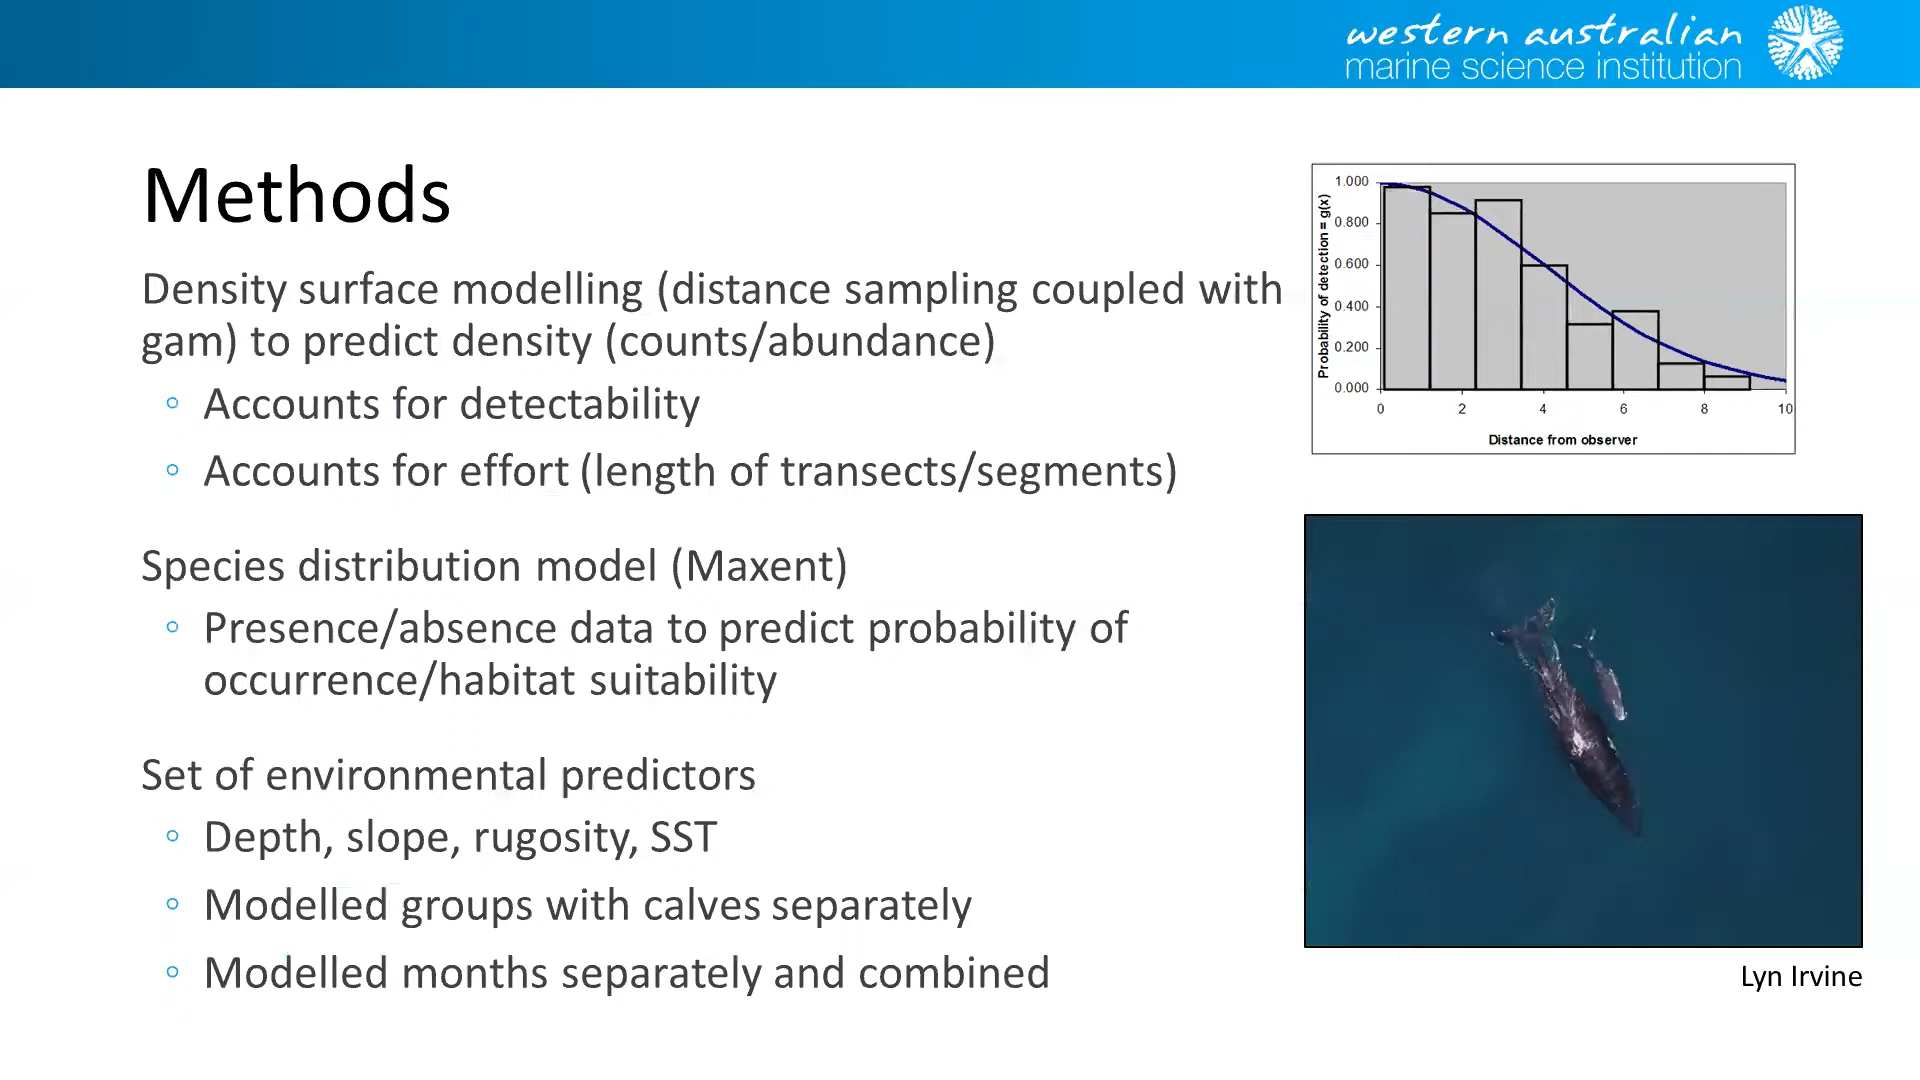 western australian
marine science institution
Methods
Density surface modelling (distance sampling coupled with
gam) to predict density (counts/abundance)
◦ Accounts for detectability
◦ Accounts for effort (length of transects/segments)
Species distribution model (Maxent)
◦ Presence/absence data to predict probability of
occurrence/habitat suitability
Set of environmental predictors
◦ Depth, slope, rugosity, SST
◦ Modelled groups with calves separately
◦ Modelled months separately and combined
Probability of detection = g(x)
1.000
0.800
0.600
0.400
0.200
0.000
0 2 4 6 8 10
Distance from observer
Lyn Irvine